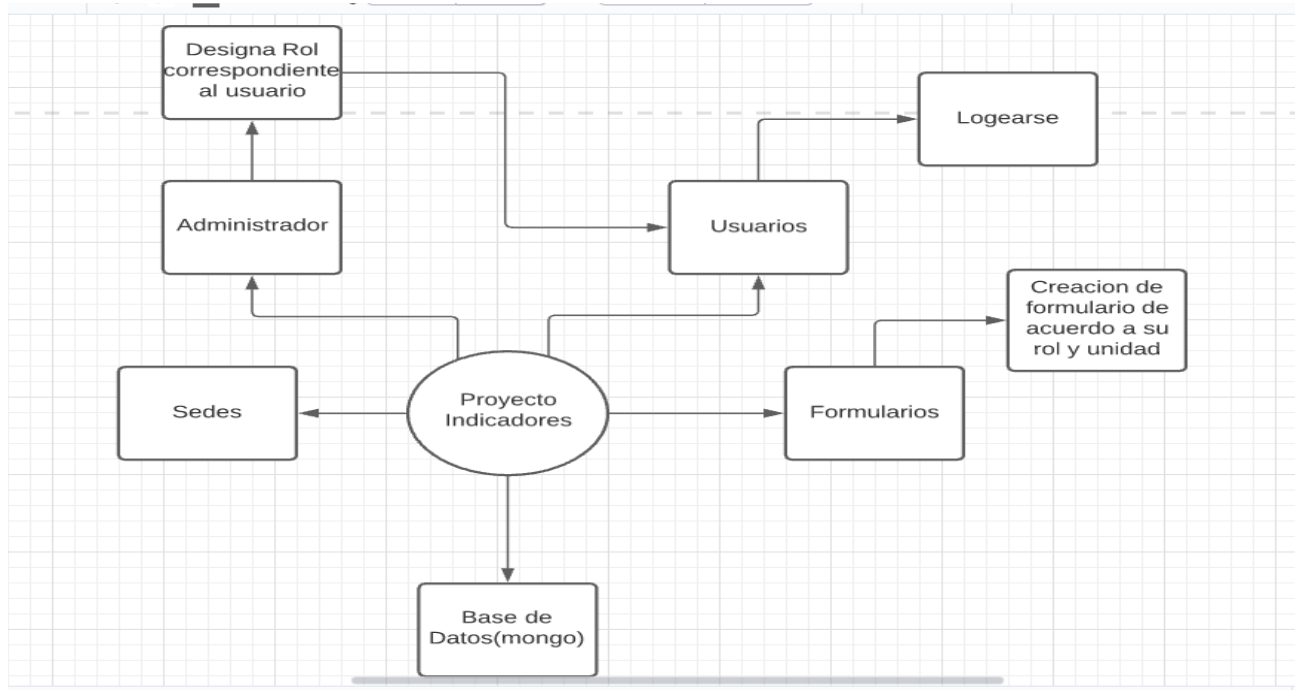 Designa Rol
correspondiente
al usuario
Logearse
Administrador
Usuarios
Creacion de
formulario de
acuerdo a su
rol y unidad
Sedes
Proyecto
Indicadores
Formularios
Base de
Datos(mongo)